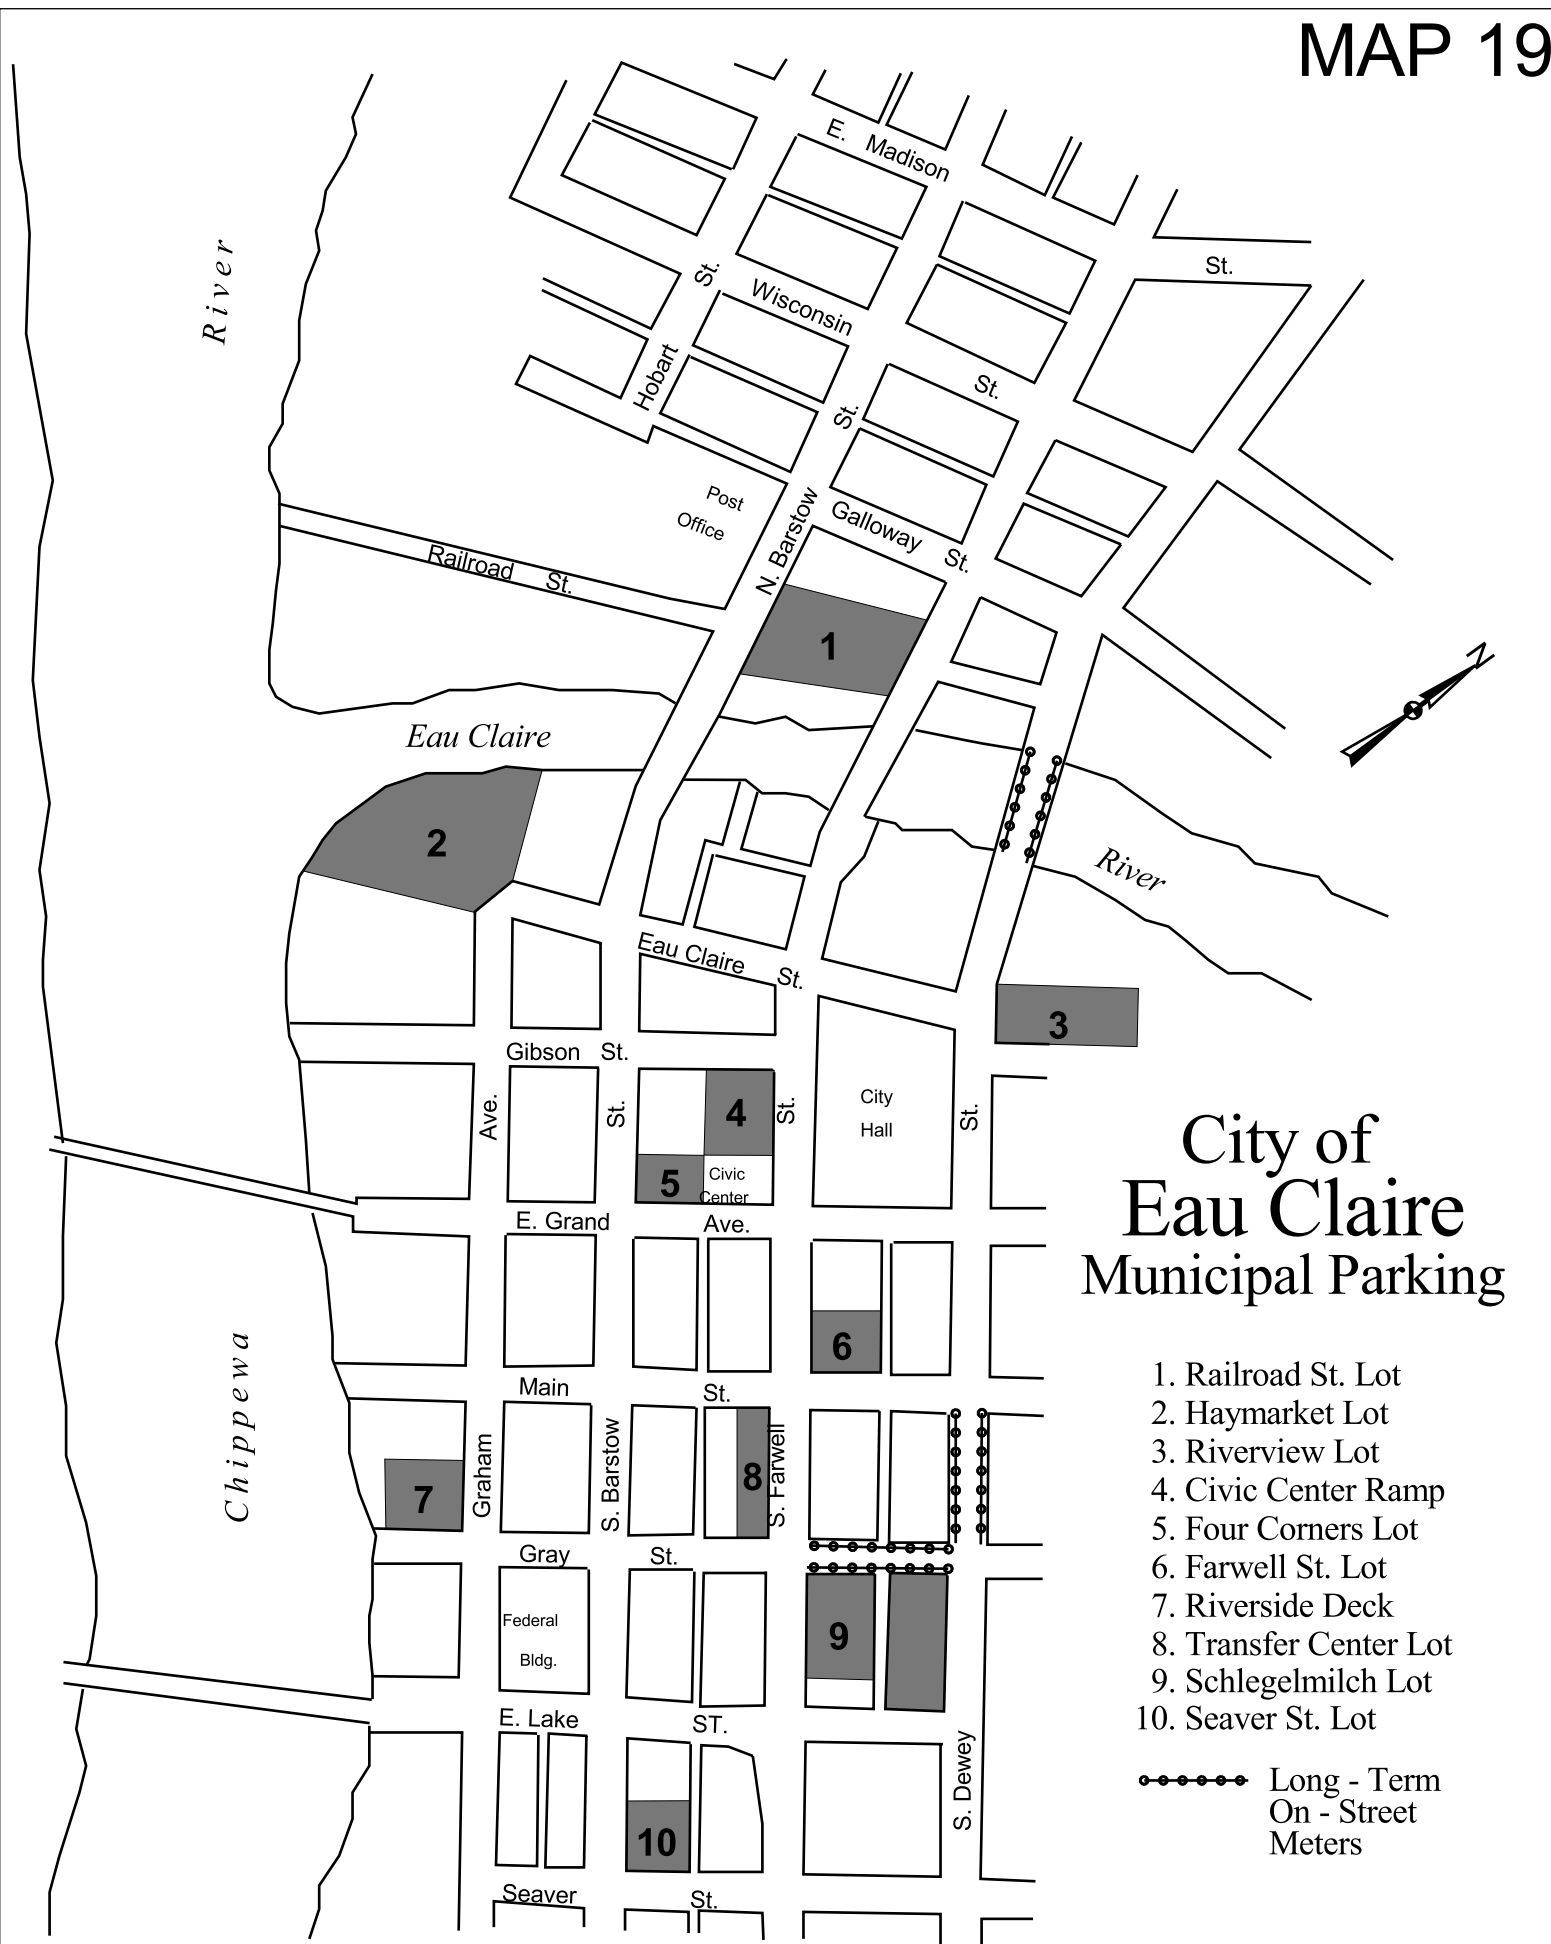 MAP 19
E. Madison
St.
River
St.
Wisconsin
St.
Hobart
St.
Post
Office
N. Barstow
Galloway
St.
Railroad
St.
1
N
Eau Claire
2
River
Eau Claire
St.
3
Gibson
St.
Ave.
St.
4
St.
City
Hall
St.
5
Civic
Center
E. Grand
Ave.
City of
Eau Claire
Municipal Parking
6
Chippewa
Main
St.
7
Graham
S. Barstow
8
S. Farwell
Gray
St.
Federal
Bldg.
9
E. Lake
ST.
S. Dewey
10
Seaver
St.
1. Railroad St. Lot
2. Haymarket Lot
3. Riverview Lot
4. Civic Center Ramp
5. Four Corners Lot
6. Farwell St. Lot
7. Riverside Deck
8. Transfer Center Lot
9. Schlegelmilch Lot
10. Seaver St. Lot
Long - Term
On - Street
Meters